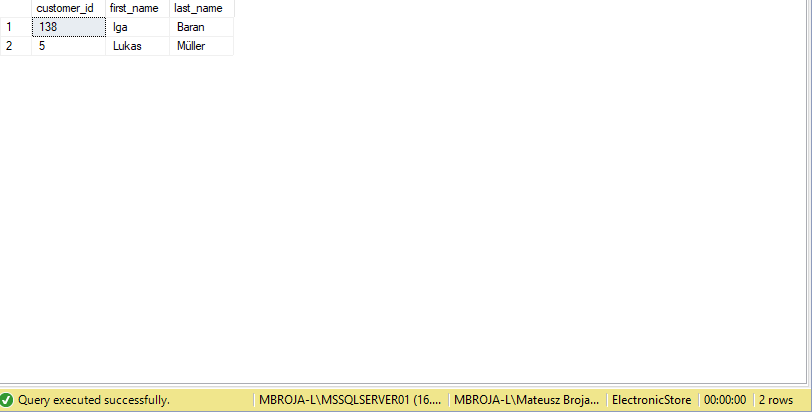 customer_id first_name last_name
1 138 Iga Baran
2 5 Lukas Müller
Query executed successfully. MBROJA-L\MSSQLSERVER01 (16.... MBROJA-L\Mateusz Broja... ElectronicStore 00:00:00 2 rows